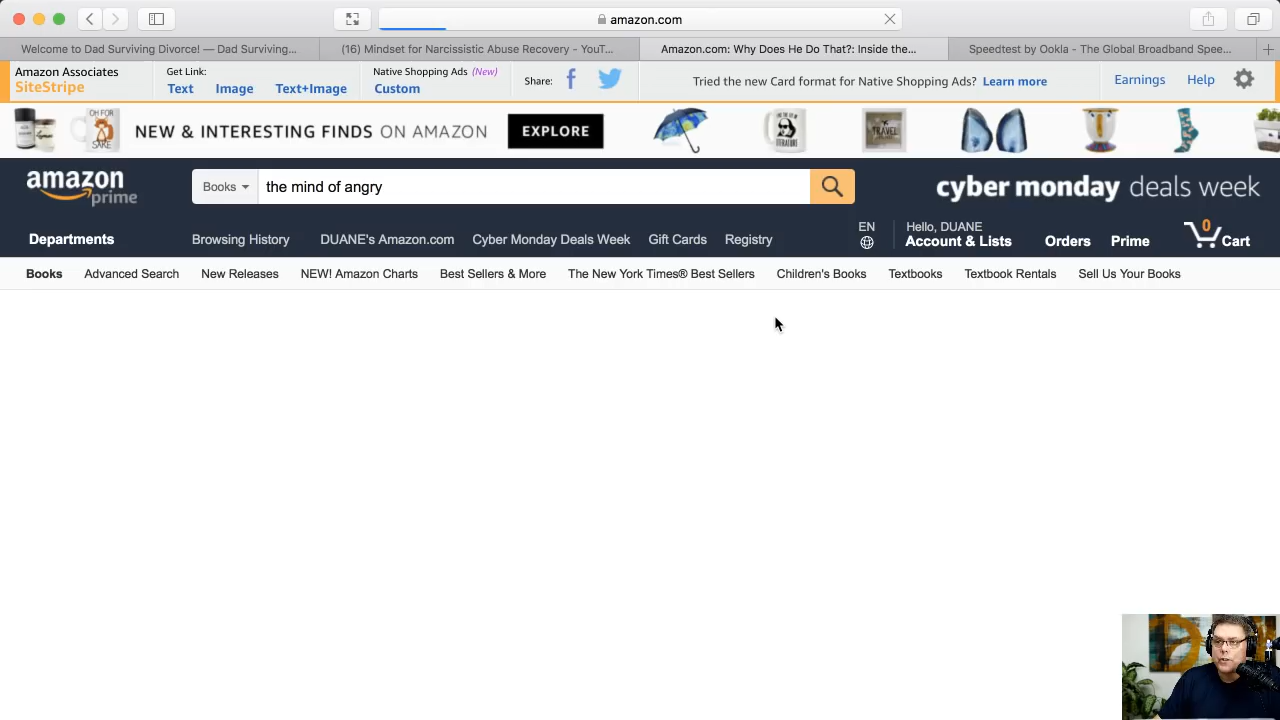 amazon.com
Welcome to Dad Surviving Divorce! — Dad Surviving...
(16) Mindset for Narcissistic Abuse Recovery - YouT...
Amazon.com: Why Does He Do That?: Inside the...
Speedtest by Ookla - The Global Broadband Spee...
Amazon Associates
SiteStripe
Get Link:
Text Image Text+Image
Native Shopping Ads (New)
Custom
Share:
Tried the new Card format for Native Shopping Ads? Learn more
Earnings Help
OH FOR
SAKE
NEW & INTERESTING FINDS ON AMAZON
EXPLORE
TRAVEL
amazon
prime
Books
the mind of angry
cyber monday deals week
Departments
Browsing History DUANE's Amazon.com Cyber Monday Deals Week Gift Cards Registry
EN
Hello, DUANE
Account & Lists
Orders
Prime
0
Cart
Books Advanced Search New Releases NEW! Amazon Charts Best Sellers & More The New York Times® Best Sellers Children's Books Textbooks Textbook Rentals Sell Us Your Books